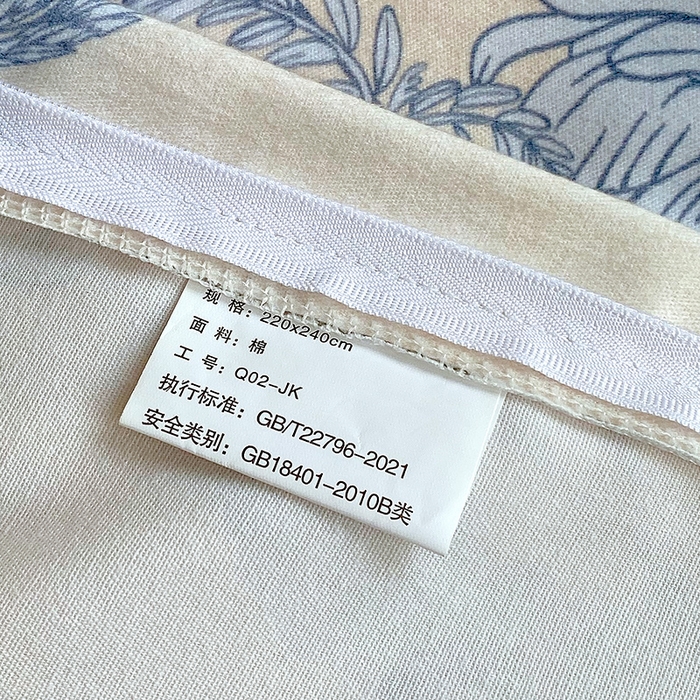 规 格: 220x240cm
面 料: 棉
工 号: Q02-JK
执行标准: GB/T22796-2021
安全类别: GB18401-2010B类